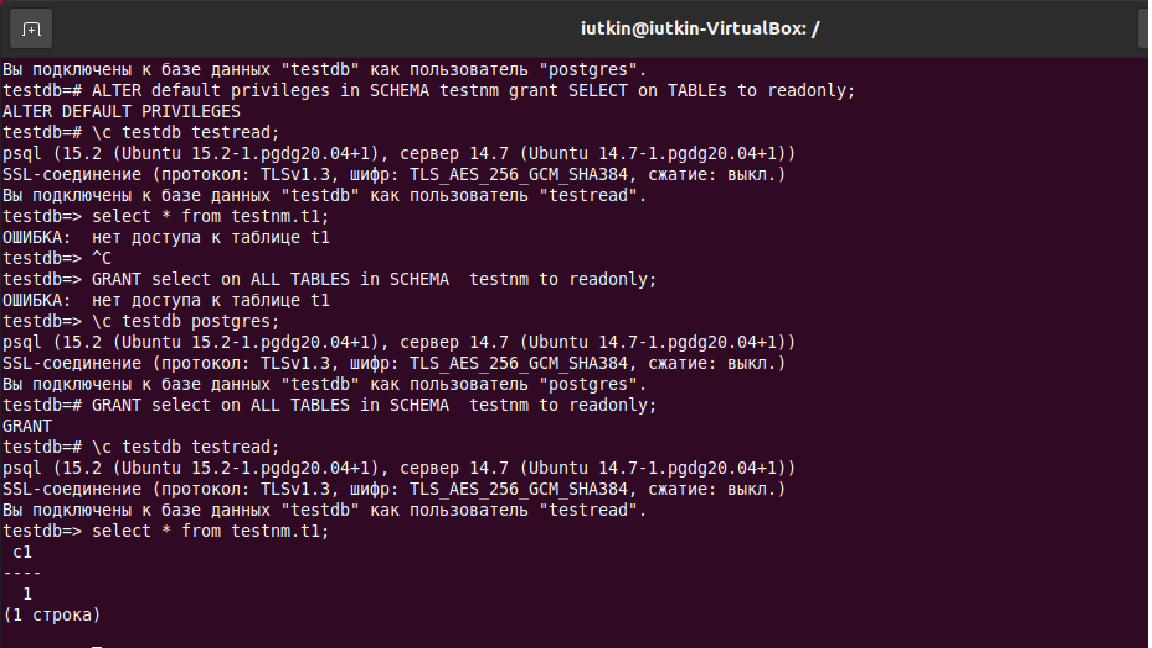 iutkin@iutkin-VirtualBox: /
Вы подключены к базе данных "testdb" как пользователь "postgres".
testdb=# ALTER default privileges in SCHEMA testnm grant SELECT on TABLEs to readonly;
ALTER DEFAULT PRIVILEGES
testdb=# \c testdb testread;
psql (15.2 (Ubuntu 15.2-1.pgdg20.04+1), сервер 14.7 (Ubuntu 14.7-1.pgdg20.04+1))
SSL-соединение (протокол: TLSv1.3, шифр: TLS_AES_256_GCM_SHA384, сжатие: выкл.)
Вы подключены к базе данных "testdb" как пользователь "testread".
testdb=> select * from testnm.t1;
ОШИБКА:  нет доступа к таблице t1
testdb=> ^C
testdb=> GRANT select on ALL TABLES in SCHEMA  testnm to readonly;
ОШИБКА:  нет доступа к таблице t1
testdb=> \c testdb postgres;
psql (15.2 (Ubuntu 15.2-1.pgdg20.04+1), сервер 14.7 (Ubuntu 14.7-1.pgdg20.04+1))
SSL-соединение (протокол: TLSv1.3, шифр: TLS_AES_256_GCM_SHA384, сжатие: выкл.)
Вы подключены к базе данных "testdb" как пользователь "postgres".
testdb=# GRANT select on ALL TABLES in SCHEMA  testnm to readonly;
GRANT
testdb=# \c testdb testread;
psql (15.2 (Ubuntu 15.2-1.pgdg20.04+1), сервер 14.7 (Ubuntu 14.7-1.pgdg20.04+1))
SSL-соединение (протокол: TLSv1.3, шифр: TLS_AES_256_GCM_SHA384, сжатие: выкл.)
Вы подключены к базе данных "testdb" как пользователь "testread".
testdb=> select * from testnm.t1;
 c1
----
  1
(1 строка)